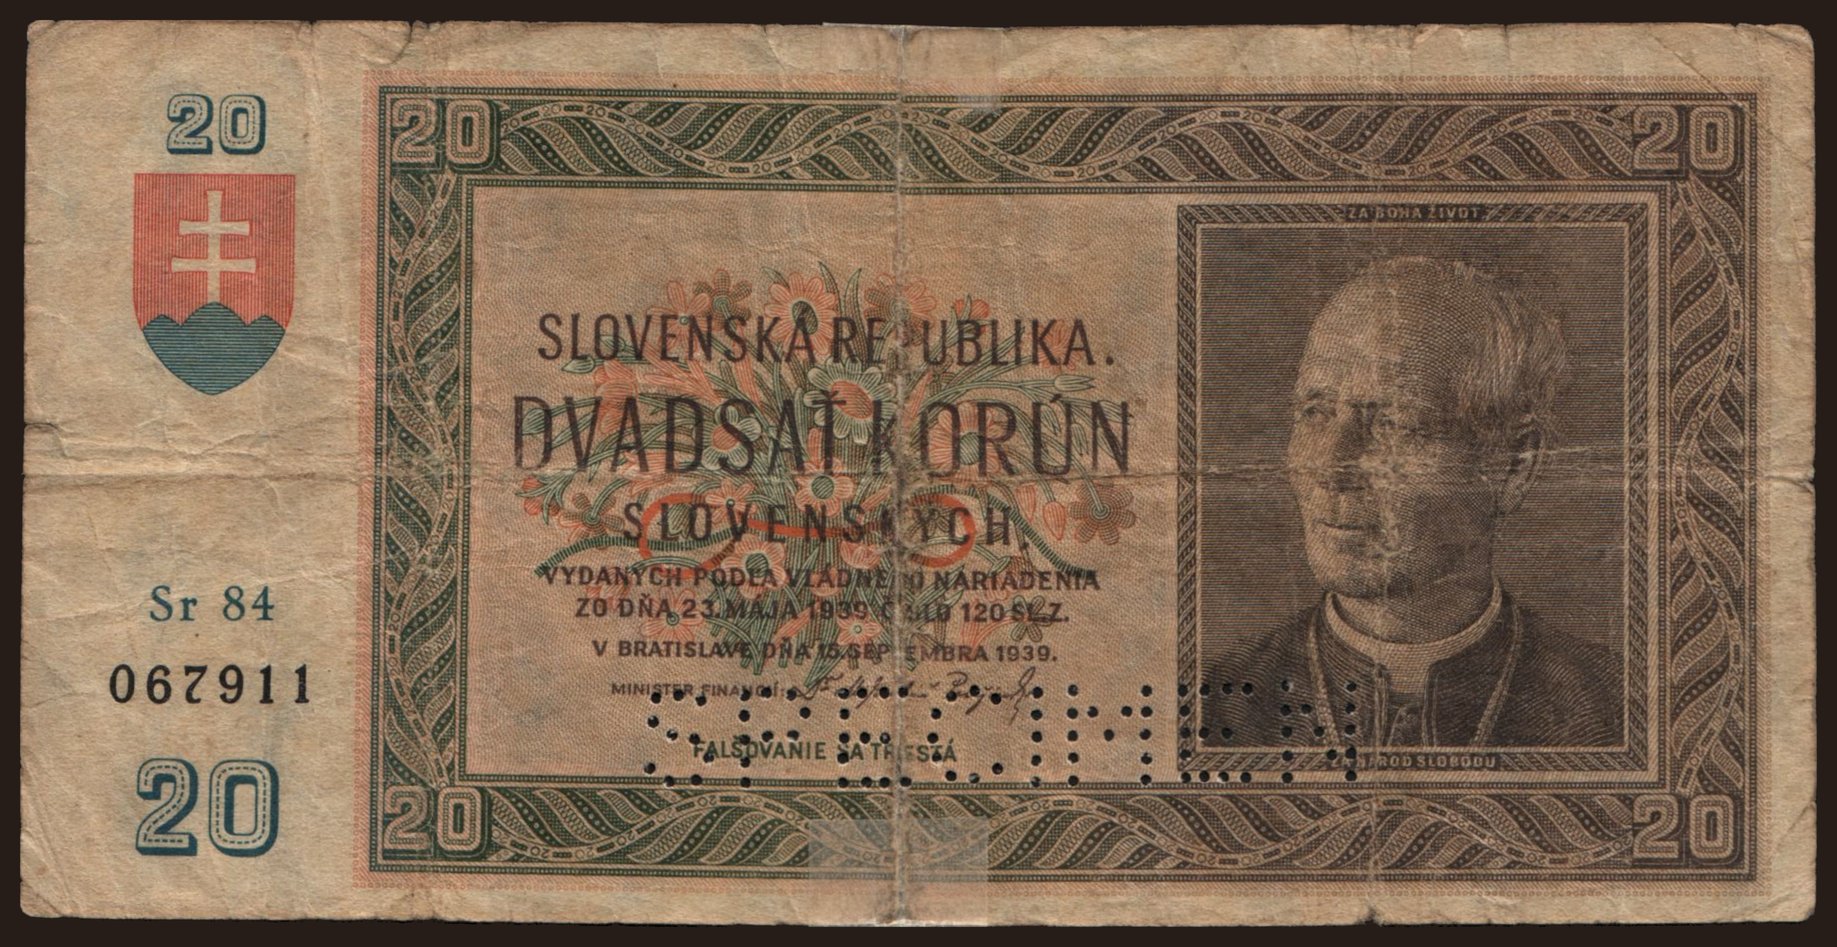 20
20
20
ZA BOHA ŽIVOT
SLOVENSKÁ REPUBLIKA.
DVADSAŤ KORÚN
SLOVENSKÝCH,
VYDANÝCH PODĽA VLÁDNEHO NARIADENIA
ZO DŇA 23. MÁJA 1939 ČÍSLO 120 SL. Z.
V BRATISLAVE DŇA 15. SEPTEMBRA 1939.
Sr 84
067911
MINISTER FINANCIÍ:
SPECIMEN
FALŠOVANIE SA TRESTÁ
ZA NÁROD SLOBODU
20
20
20